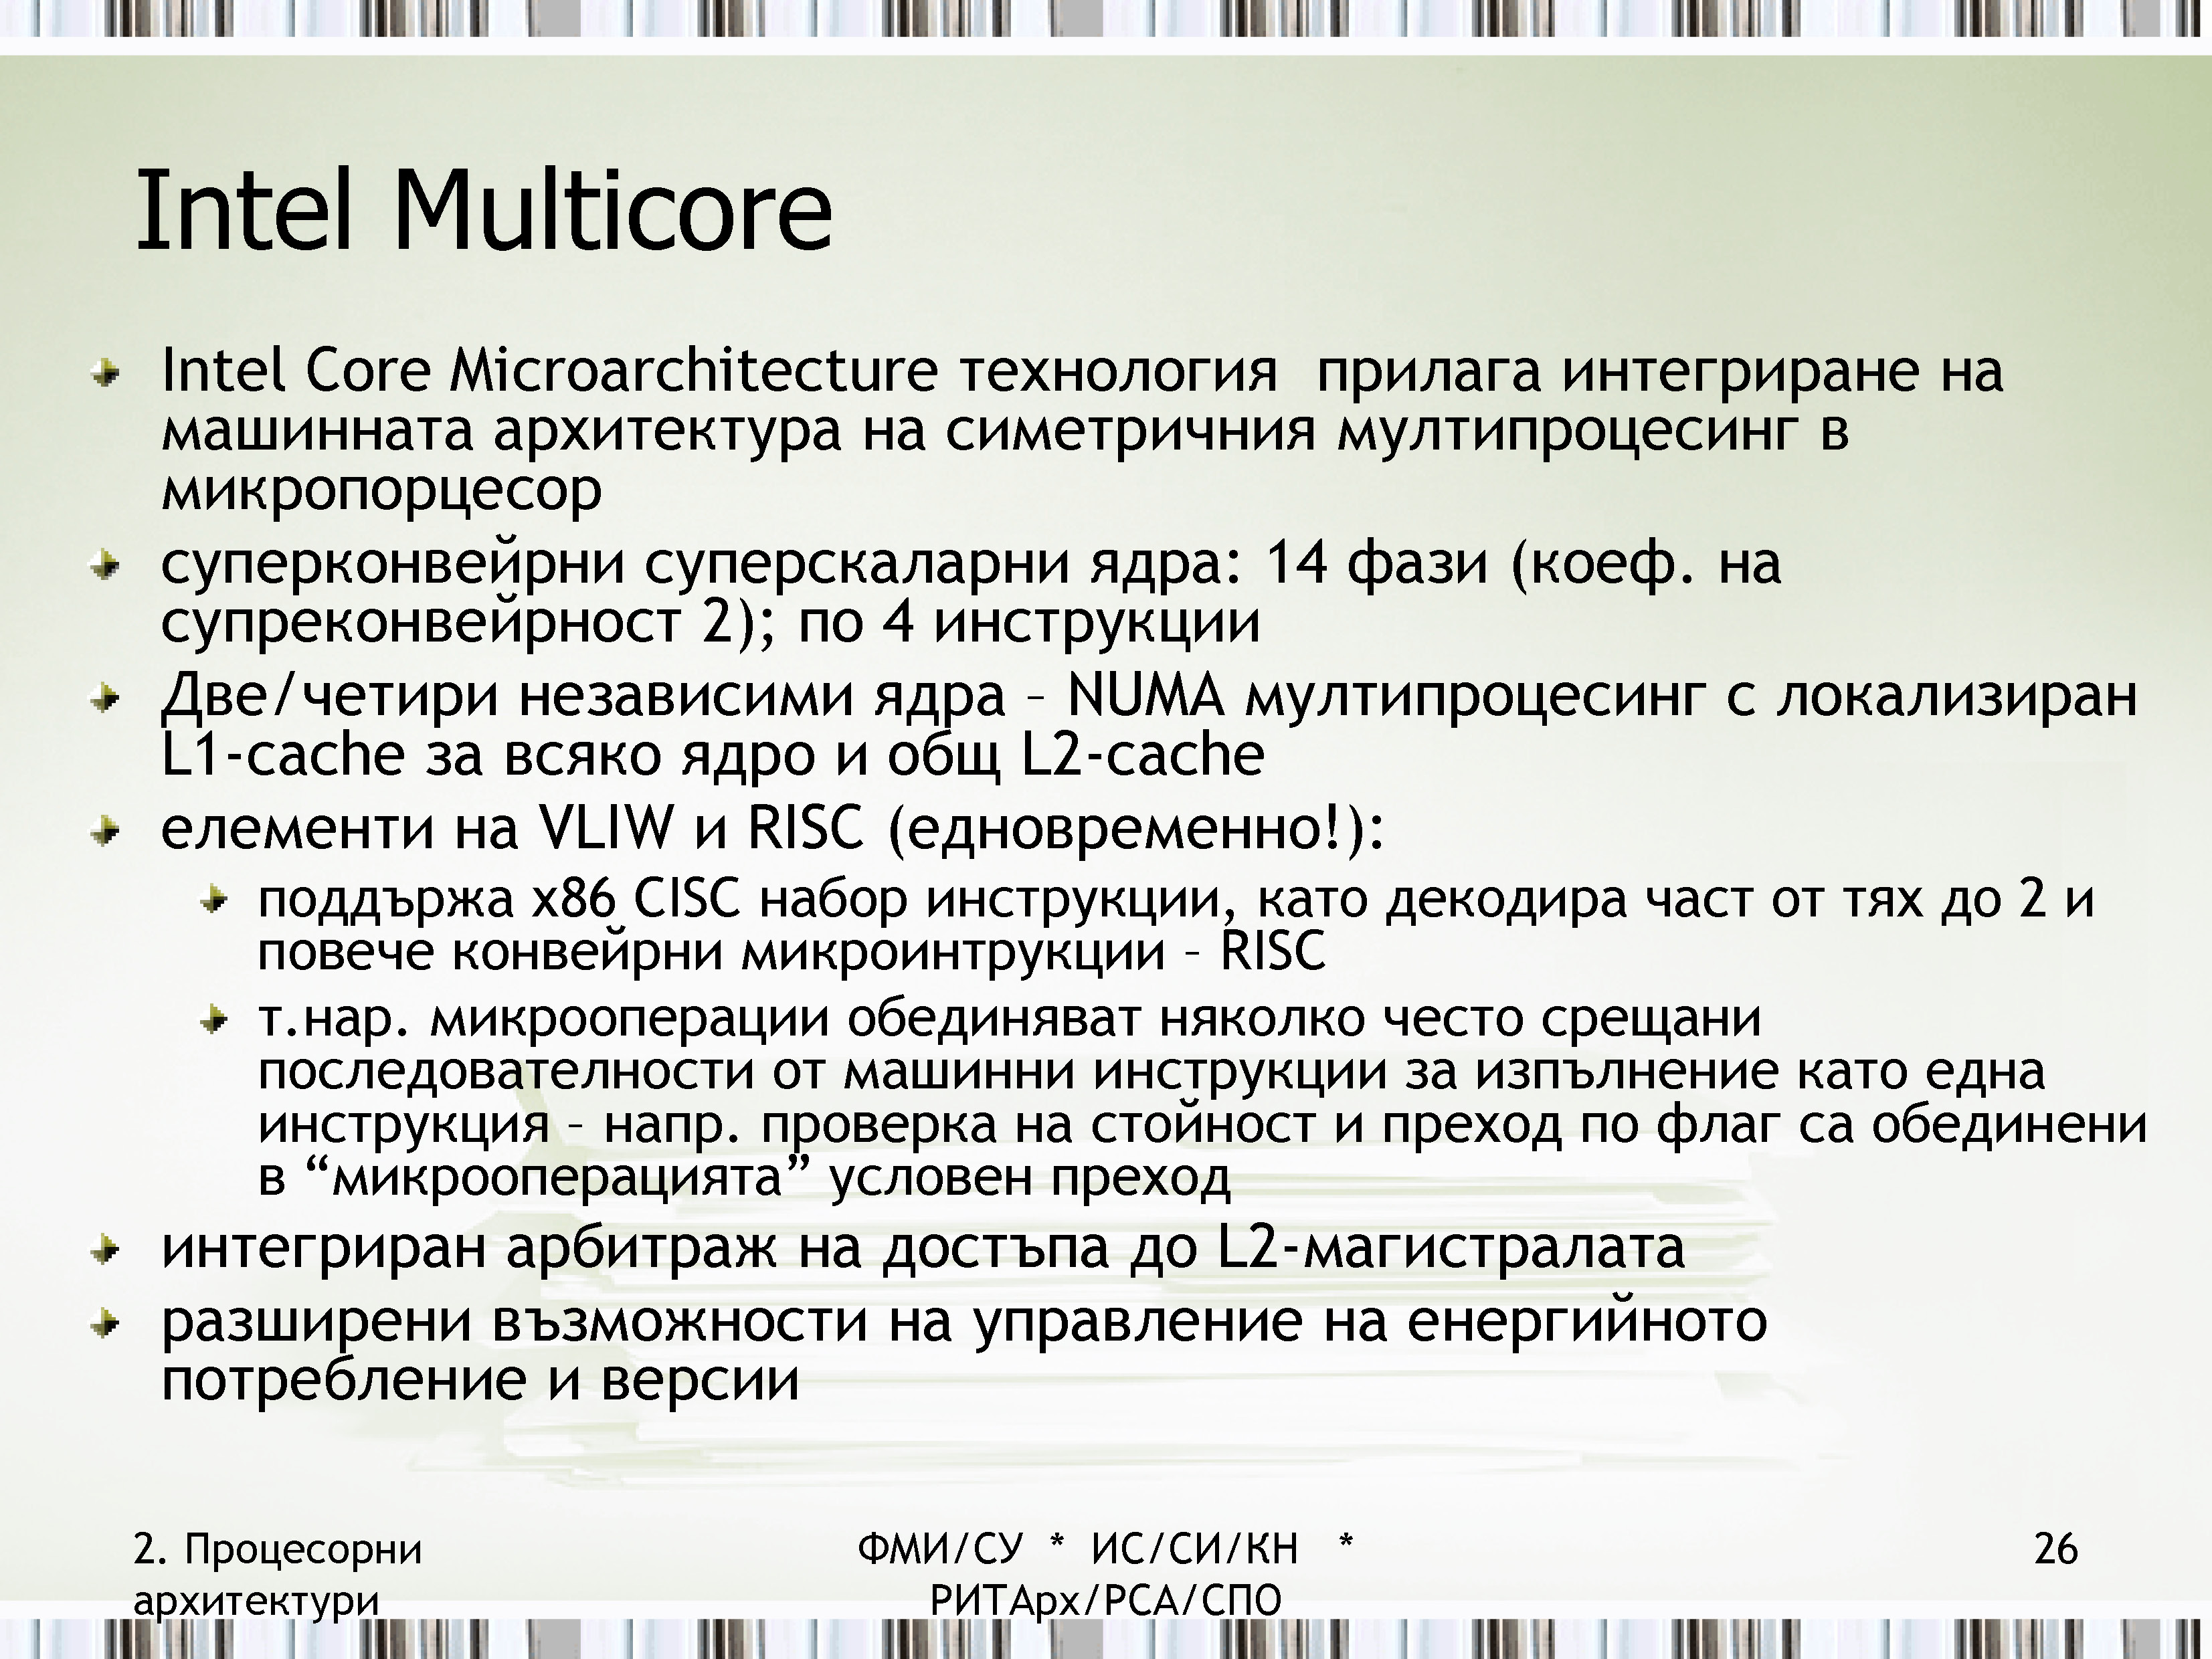 Intel Multicore
Intel Core Microarchitecture технология прилага интегриране на
машинната архитектура на симетричния мултипроцесинг в
микропорцесор
суперконвейрни суперскаларни ядра: 14 фази (коеф. на
супреконвейрност 2); по 4 инструкции
Две/четири независими ядра – NUMA мултипроцесинг с локализиран
L1-cache за всяко ядро и общ L2-cache
елементи на VLIW и RISC (едновременно!):
поддържа x86 CISC набор инструкции, като декодира част от тях до 2 и
повече конвейрни микроинтрукции – RISC
т.нар. микрооперации обединяват няколко често срещани
последователности от машинни инструкции за изпълнение като една
инструкция – напр. проверка на стойност и преход по флаг са обединени
в “микрооперацията” условен преход
интегриран арбитраж на достъпа до L2-магистралата
разширени възможности на управление на енергийното
потребление и версии
2. Процесорни
архитектури
ФМИ/СУ * ИС/СИ/КН *
РИТАрх/РСА/СПО
26